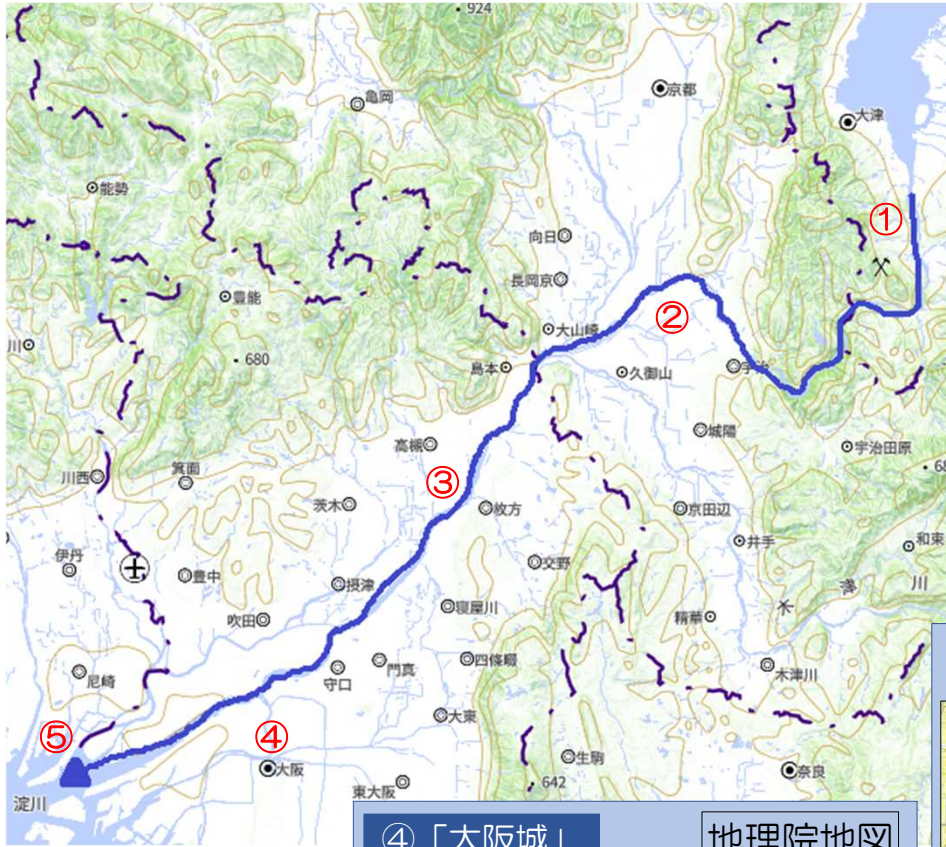 924
亀岡
京都
大津
能勢
①
向日
長岡京
豊能
大山崎
②
川
680
島本
久御山
宇治
高槻
城陽
宇治田原
川西
箕面
③
68
茨木
枚方
京田辺
井手
和束
伊丹
豊中
摂津
交野
木津川
吹田
寝屋川
精華
尼崎
守口
門真
四條畷
木津川
大東
⑤
④
大阪
生駒
奈良
淀川
東大阪
642
④「大阪城」
地理院地図